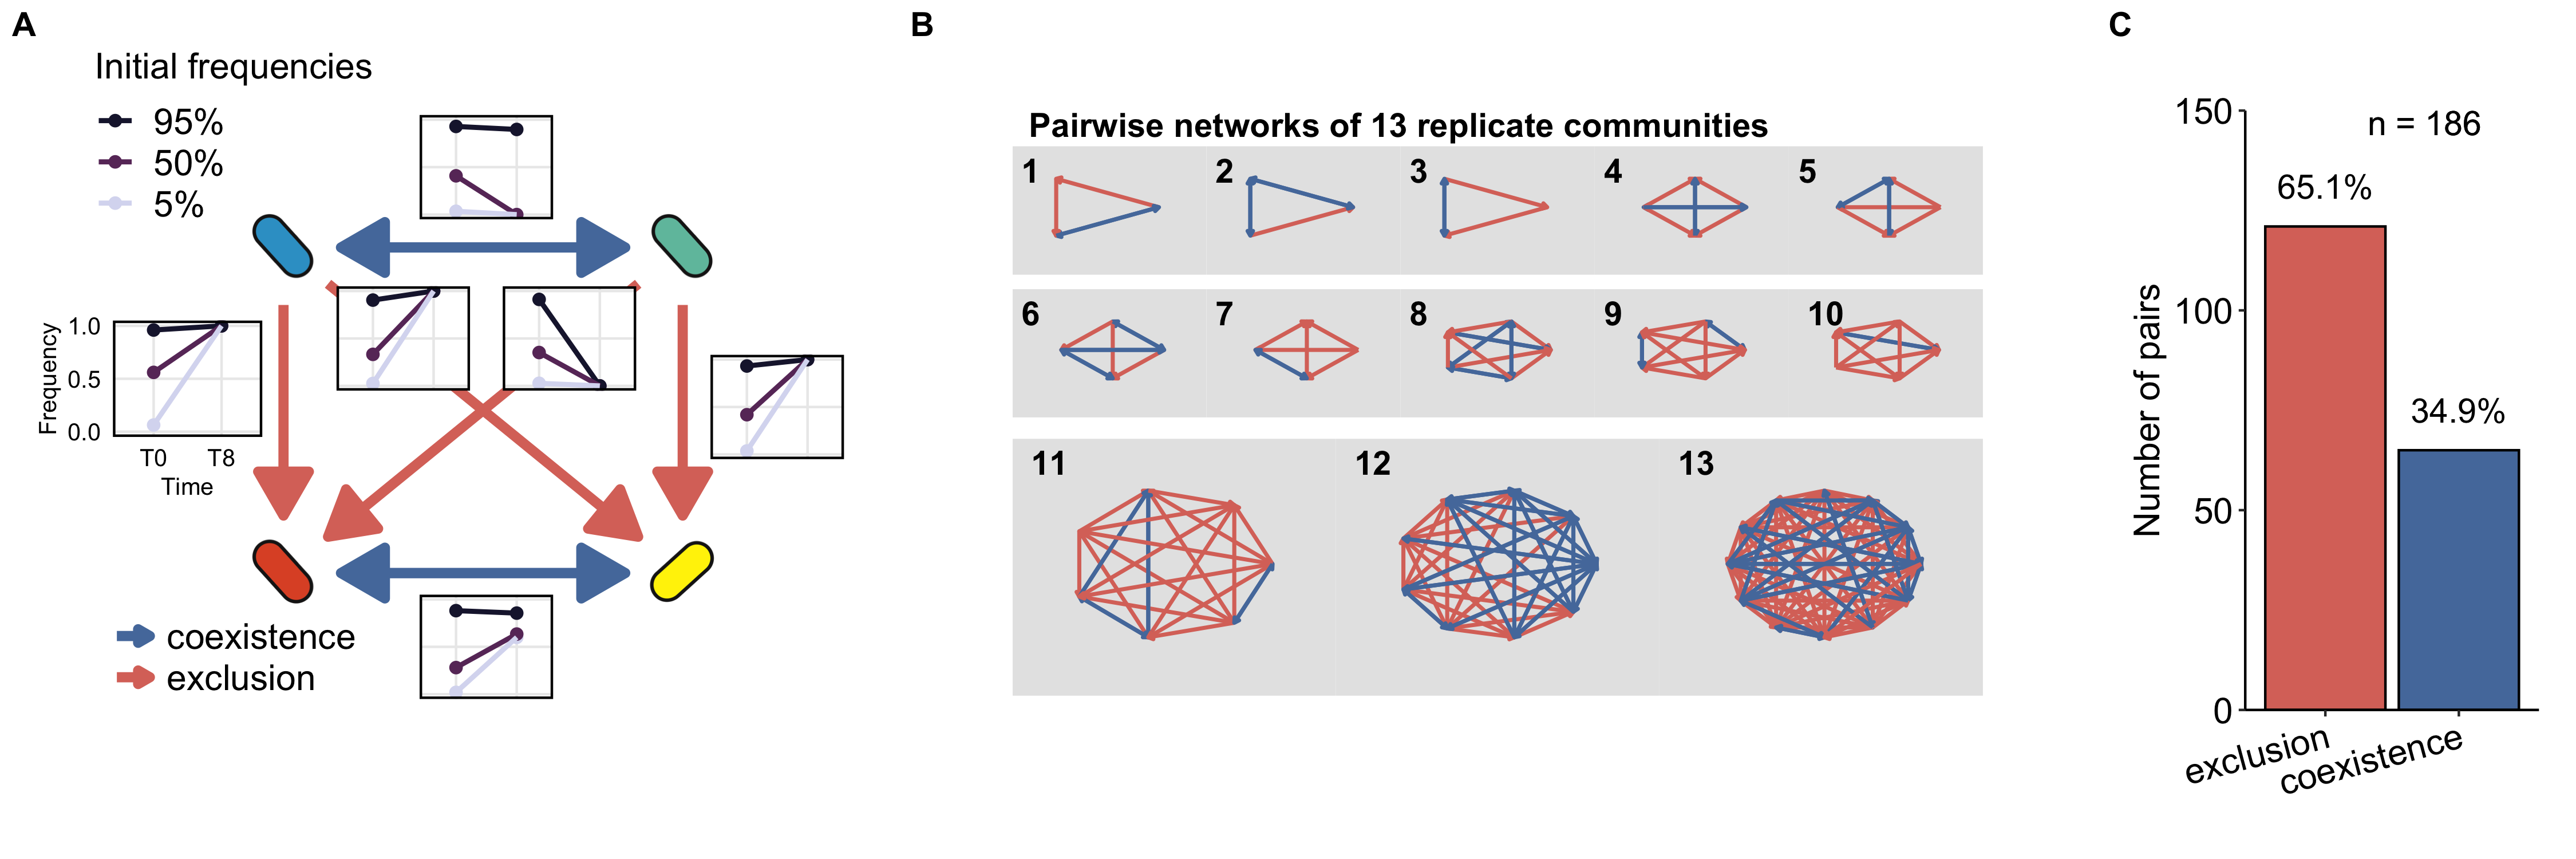 A
Initial frequencies
95%
50%
5%
Frequency
1.0
0.5
0.0
T0 T8
Time
coexistence
exclusion
B
Pairwise networks of 13 replicate communities
1 2 3 4 5
6 7 8 9 10
11 12 13
C
n = 186
Number of pairs
150
100
50
0
65.1%
34.9%
exclusion
coexistence